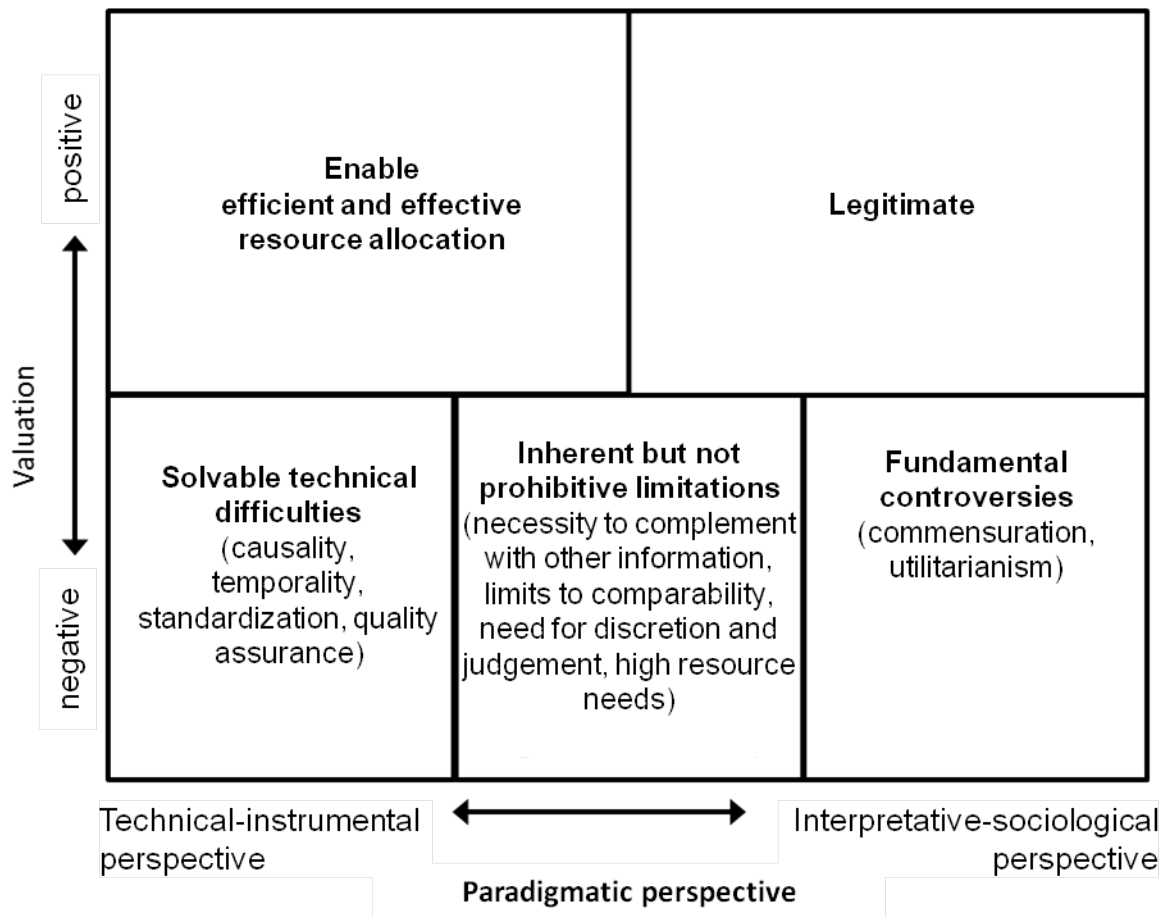 positive
Valuation
negative
Enable
efficient and effective
resource allocation
Legitimate
Solvable technical
difficulties
(causality,
temporality,
standardization, quality
assurance)
Inherent but not
prohibitive limitations
(necessity to complement
with other information,
limits to comparability,
need for discretion and
judgement, high resource
needs)
Fundamental
controversies
(commensuration,
utilitarianism)
Technical-instrumental
perspective
Interpretative-sociological
perspective
Paradigmatic perspective